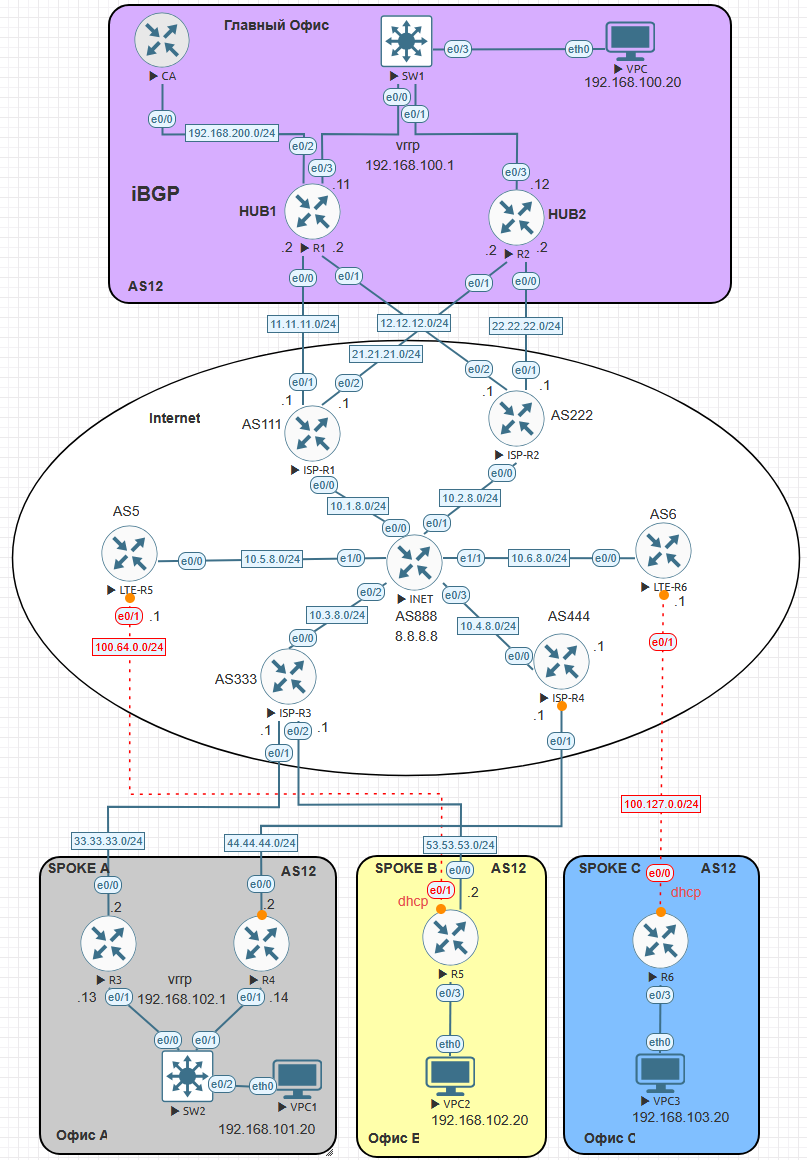 Главный Офис
CA
SW1
e0/3
eth0
VPC
192.168.100.20
e0/0
192.168.200.0/24
e0/0
e0/1
vrrp
192.168.100.1
e0/2
e0/3
e0/3
.11
.12
iBGP
HUB1
HUB2
.2
R1
.2
.2
R2
.2
e0/0
e0/1
e0/1
e0/0
AS12
11.11.11.0/24
12.12.12.0/24
22.22.22.0/24
21.21.21.0/24
Internet
e0/1
e0/2
e0/2
e0/1
.1
.1
.1
.1
AS111
AS222
ISP-R1
ISP-R2
e0/0
e0/0
10.1.8.0/24
10.2.8.0/24
AS5
AS6
e0/0
e0/1
e0/0
10.5.8.0/24
e1/0
e1/1
10.6.8.0/24
e0/0
LTE-R5
INET
LTE-R6
e0/2
e0/3
.1
e0/1
.1
10.3.8.0/24
AS888
8.8.8.8
10.4.8.0/24
AS444
100.64.0.0/24
e0/0
e0/0
.1
e0/1
AS333
ISP-R3
ISP-R4
.1
e0/2
.1
.1
e0/1
e0/1
100.127.0.0/24
33.33.33.0/24
44.44.44.0/24
53.53.53.0/24
SPOKE A
AS12
SPOKE B
AS12
SPOKE C
AS12
e0/0
e0/0
e0/0
e0/0
e0/1
.2
dhcp
dhcp
.2
.2
R3
R4
R5
R6
vrrp
192.168.102.1
.13
e0/1
e0/1
.14
e0/3
e0/3
e0/0
e0/1
eth0
eth0
e0/2
eth0
SW2
VPC1
VPC2
VPC3
192.168.101.20
192.168.102.20
192.168.103.20
Офис A
Офис B
Офис C